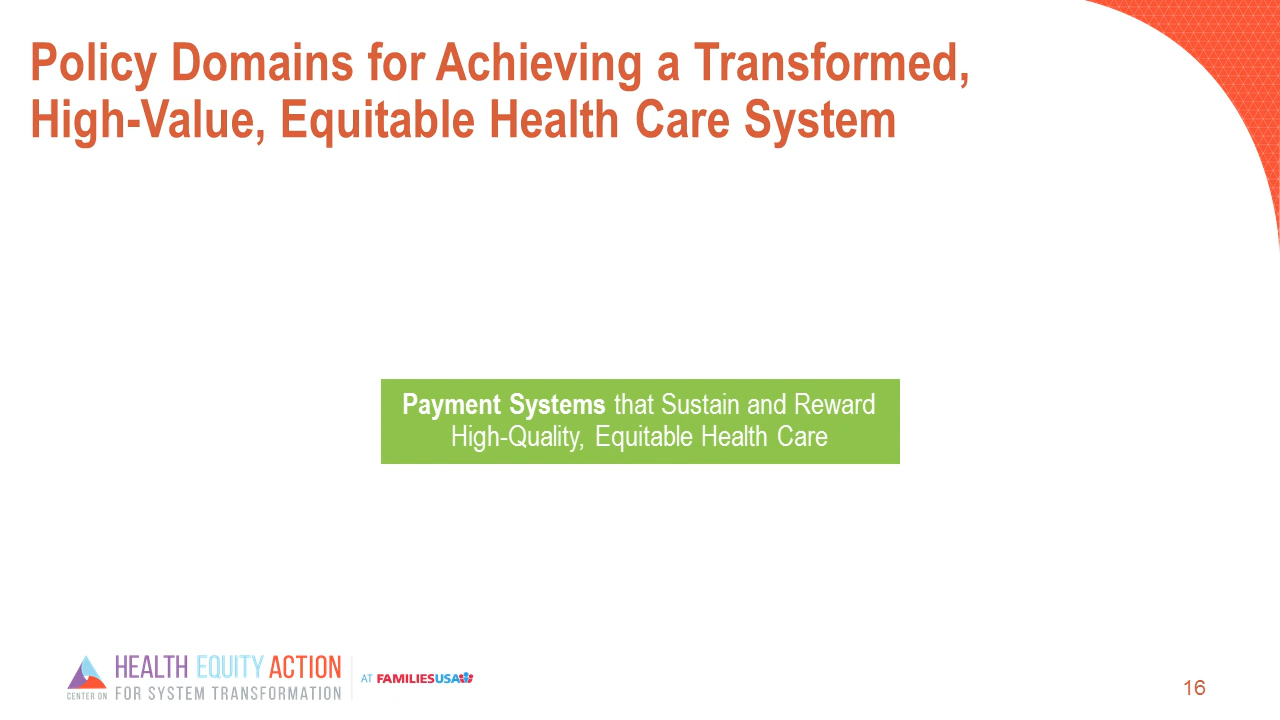 Policy Domains for Achieving a Transformed,
High-Value, Equitable Health Care System
Payment Systems that Sustain and Reward
High-Quality, Equitable Health Care
HEALTH EQUITY ACTION
CENTER ON FOR SYSTEM TRANSFORMATION
AT FAMILIESUSA
16